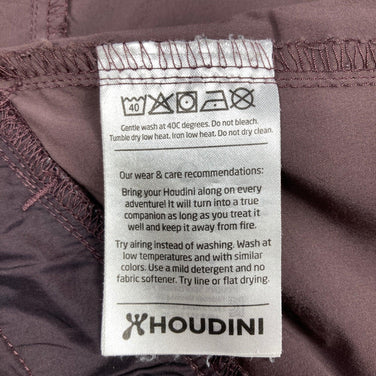 40
Gentle wash at 40C degrees. Do not bleach.
Tumble dry low heat. Iron low heat. Do not dry clean.
Our wear & care recommendations:
Bring your Houdini along on every
adventure! It will turn into a true
companion as long as you treat it
well and keep it away from fire.
Try airing instead of washing. Wash at
low temperatures and with similar
colors. Use a mild detergent and no
fabric softener. Try line or flat drying.
HOUDINI